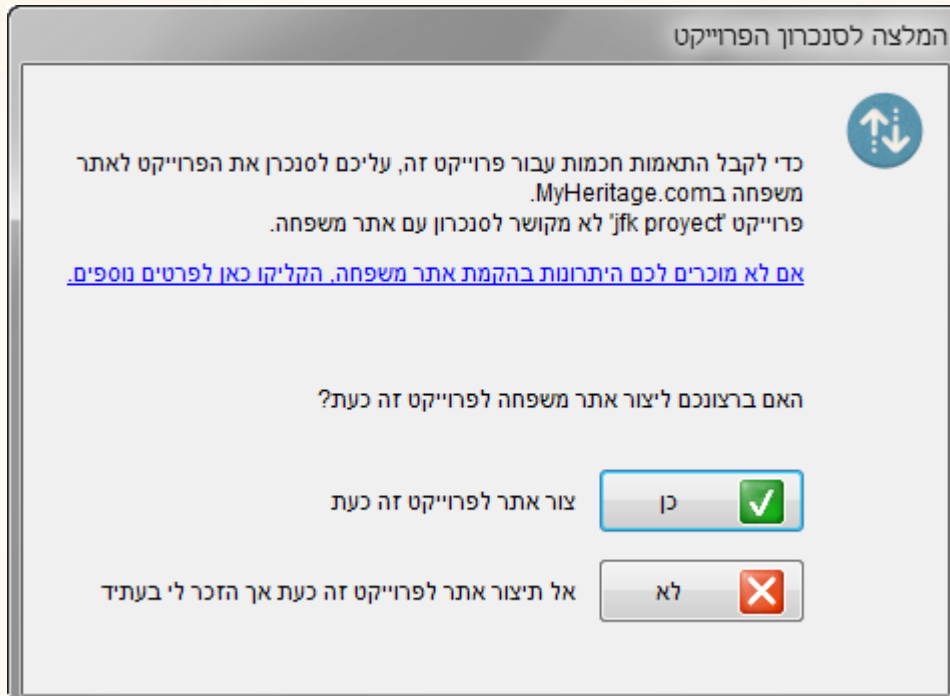 המלצה לסנכרון הפרוייקט
כדי לקבל התאמות חכמות עבור פרוייקט זה, עליכם לסנכרן את הפרוייקט לאתר
משפחה בMyHeritage.com.
פרוייקט 'jfk proyect' לא מקושר לסנכרון עם אתר משפחה.
אם לא מוכרים לכם היתרונות בהקמת אתר משפחה, הקליקו כאן לפרטים נוספים.
האם ברצונכם ליצור אתר משפחה לפרוייקט זה כעת?
כן צור אתר לפרוייקט זה כעת
לא אל תיצור אתר לפרוייקט זה כעת אך הזכר לי בעתיד